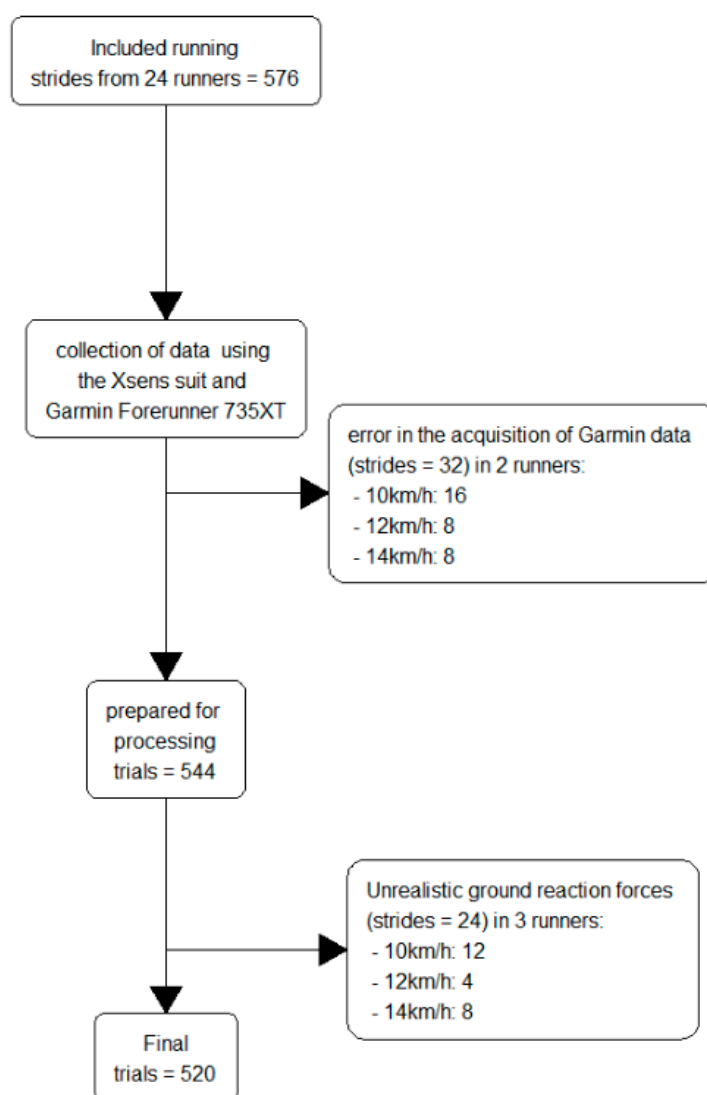 Included running
strides from 24 runners = 576
collection of data using
the Xsens suit and
Garmin Forerunner 735XT
error in the acquisition of Garmin data
(strides = 32) in 2 runners:
- 10km/h: 16
- 12km/h: 8
- 14km/h: 8
prepared for
processing
trials = 544
Unrealistic ground reaction forces
(strides = 24) in 3 runners:
- 10km/h: 12
- 12km/h: 4
- 14km/h: 8
Final
trials = 520